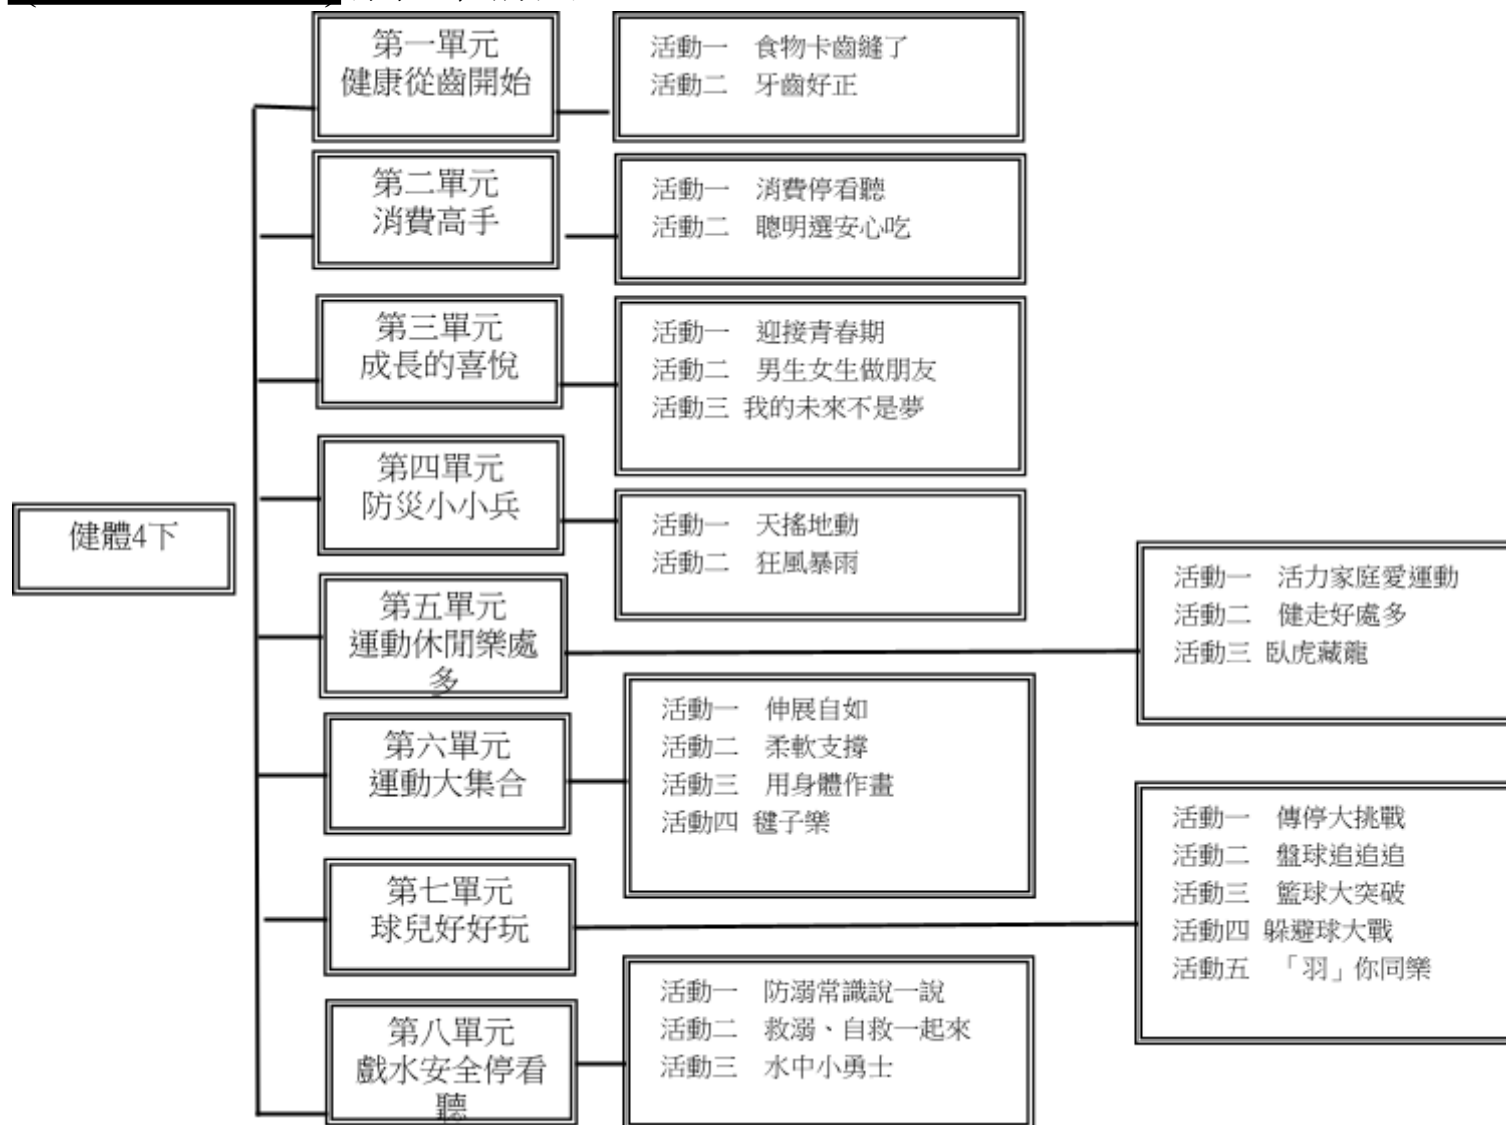 第一單元
健康從齒開始
活動一　食物卡齒縫了
活動二　牙齒好正
第二單元
消費高手
活動一　消費停看聽
活動二　聰明選安心吃
第三單元
成長的喜悅
活動一　迎接青春期
活動二　男生女生做朋友
活動三 我的未來不是夢
第四單元
防災小小兵
活動一　天搖地動
活動二　狂風暴雨
健體4下
第五單元
運動休閒樂處
多
活動一　活力家庭愛運動
活動二　健走好處多
活動三 臥虎藏龍
第六單元
運動大集合
活動一　伸展自如
活動二　柔軟支撐
活動三　用身體作畫
活動四 毽子樂
第七單元
球兒好好玩
活動一　傳停大挑戰
活動二　盤球追追追
活動三　籃球大突破
活動四 躲避球大戰
活動五　「羽」你同樂
第八單元
戲水安全停看
聽
活動一　防溺常識說一說
活動二　救溺、自救一起來
活動三　水中小勇士